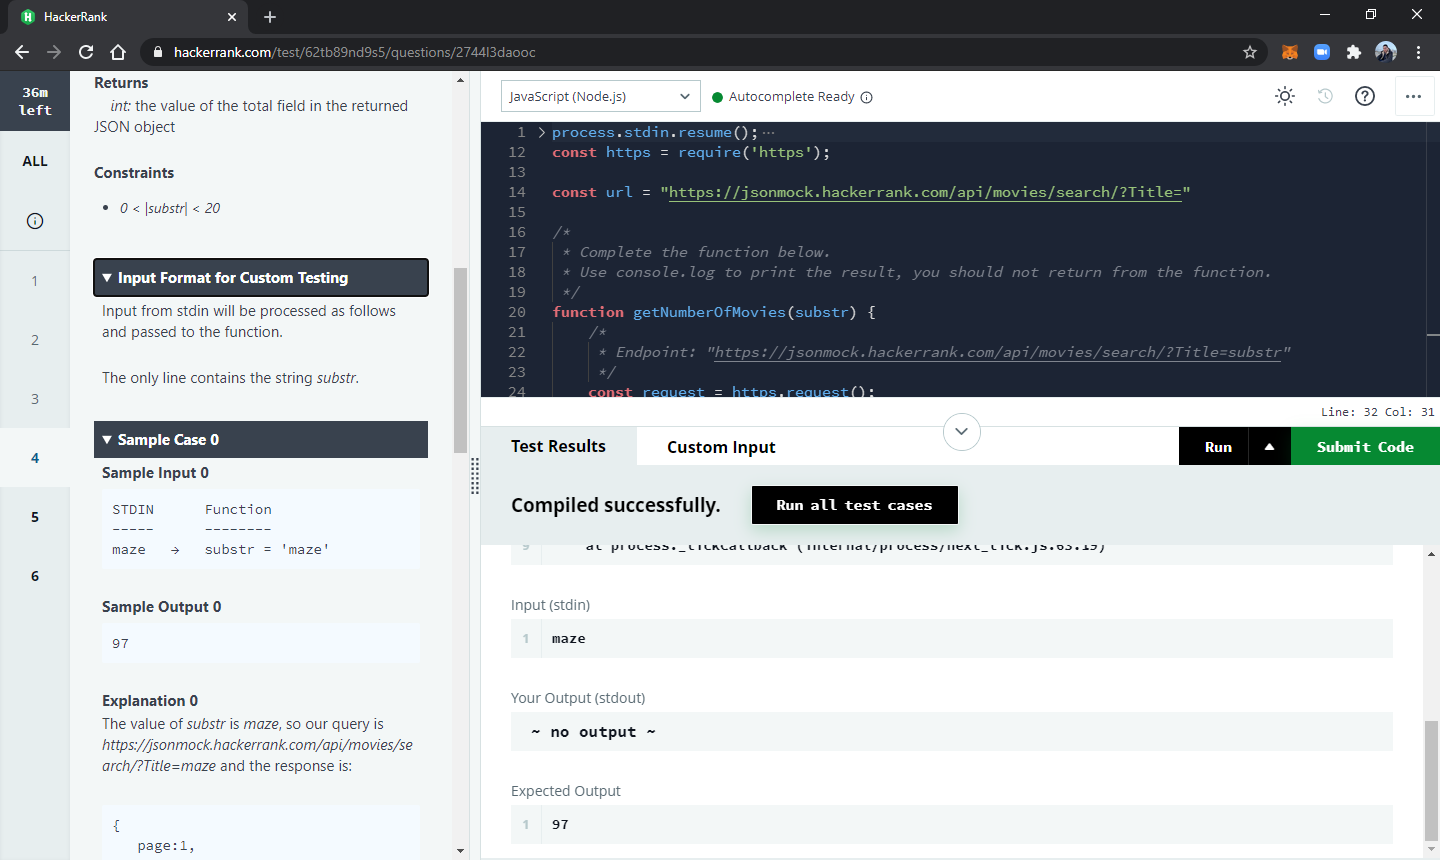 HackerRank
hackerrank.com/test/62tb89nd9s5/questions/2744l3daooc
36m
left
ALL
1
2
3
4
5
6
Returns
int: the value of the total field in the returned
JSON object
Constraints
• 0 < |substr| < 20
Input Format for Custom Testing
Input from stdin will be processed as follows
and passed to the function.
The only line contains the string substr.
Sample Case 0
Sample Input 0
STDIN Function
----- --------
maze → substr = 'maze'
Sample Output 0
97
Explanation 0
The value of substr is maze, so our query is
https://jsonmock.hackerrank.com/api/movies/se
arch/?Title=maze and the response is:
{
page:1,
JavaScript (Node.js)
Autocomplete Ready
1 process.stdin.resume();···
12 const https = require('https');
13
14 const url = "https://jsonmock.hackerrank.com/api/movies/search/?Title="
15
16 /*
17 * Complete the function below.
18 * Use console.log to print the result, you should not return from the function.
19 */
20 function getNumberOfMovies(substr) {
21 /*
22 * Endpoint: "https://jsonmock.hackerrank.com/api/movies/search/?Title=substr"
23 */
24 const request = https.request();
Line: 32 Col: 31
Test Results
Custom Input
Run
Submit Code
Compiled successfully.
Run all test cases
9 at process._tickCallback (internal/process/next_tick.js:63:19)
Input (stdin)
1 maze
Your Output (stdout)
~ no output ~
Expected Output
1 97